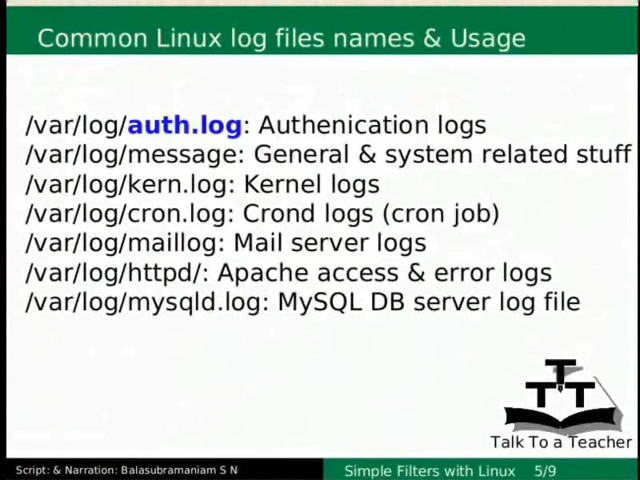 Common Linux log files names & Usage
/var/log/auth.log: Authenication logs
/var/log/message: General & system related stuff
/var/log/kern.log: Kernel logs
/var/log/cron.log: Crond logs (cron job)
/var/log/maillog: Mail server logs
/var/log/httpd/: Apache access & error logs
/var/log/mysqld.log: MySQL DB server log file
T T T
Talk To a Teacher
Script: & Narration: Balasubramaniam S N
Simple Filters with Linux 5/9